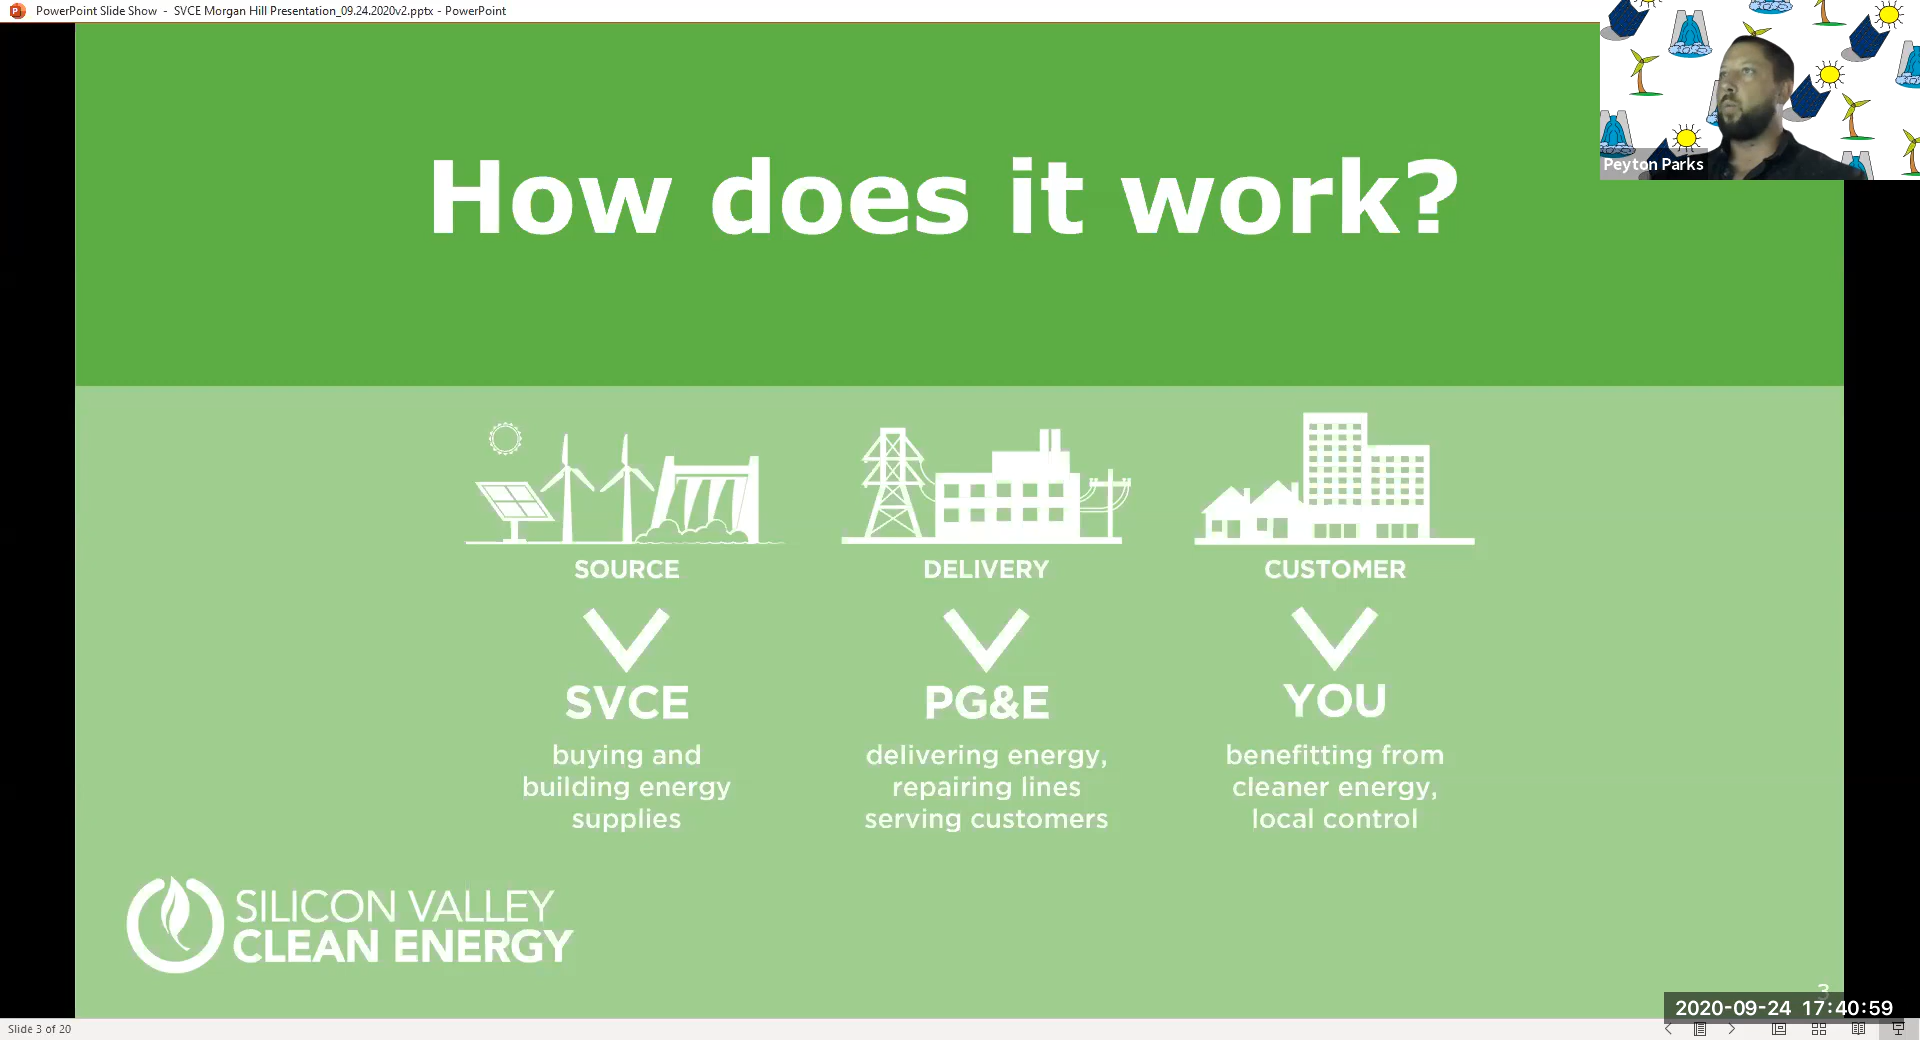 PowerPoint Slide Show - SVCE Morgan Hill Presentation_09.24.2020v2.pptx - PowerPoint
Peyton Parks
How does it work?
SOURCE
SVCE
buying and
building energy
supplies
DELIVERY
PG&E
delivering energy,
repairing lines
serving customers
CUSTOMER
YOU
benefitting from
cleaner energy,
local control
SILICON VALLEY
CLEAN ENERGY
3
2020-09-24 17:40:59
Slide 3 of 20